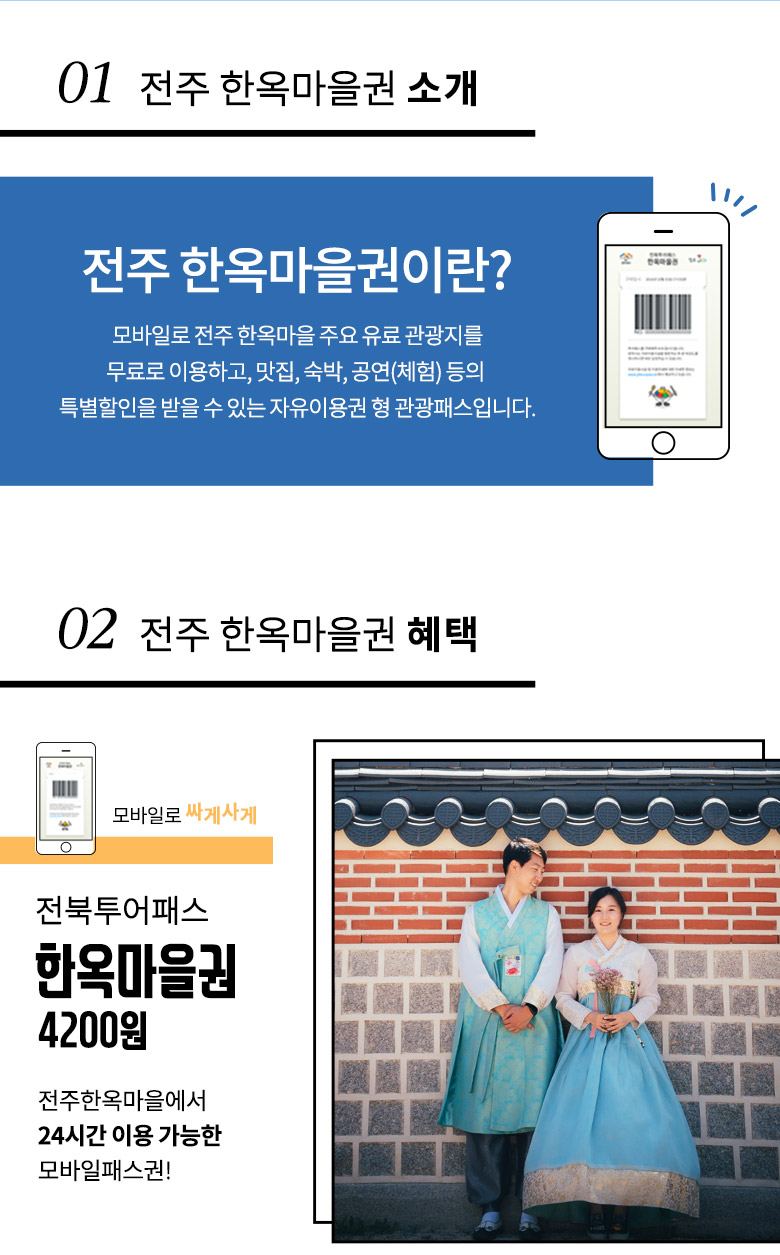 01 전주 한옥마을권 소개
전주 한옥마을권이란?
모바일로 전주 한옥마을 주요 유료 관광지를
무료로 이용하고, 맛집, 숙박, 공연(체험) 등의
특별할인을 받을 수 있는 자유이용권 형 관광패스입니다.
전북투어패스
한옥마을권
02 전주 한옥마을권 혜택
모바일로 싸게사게
전북투어패스
한옥마을권
4200원
전주한옥마을에서
24시간 이용 가능한
모바일패스권!